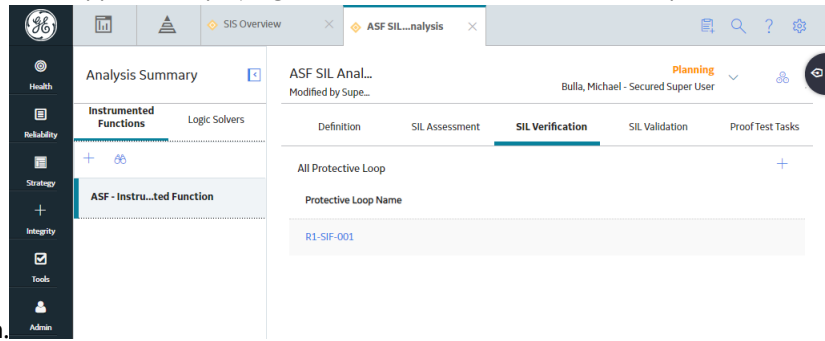 SIS Overview
ASF SIL...nalysis
Health
Reliability
Strategy
Integrity
Tools
Admin
Analysis Summary
Instrumented
Functions
Logic Solvers
ASF - Instru...ted Function
ASF SIL Anal...
Modified by Supe...
Planning
Bulla, Michael - Secured Super User
Definition
SIL Assessment
SIL Verification
SIL Validation
Proof Test Tasks
All Protective Loop
Protective Loop Name
R1-SIF-001